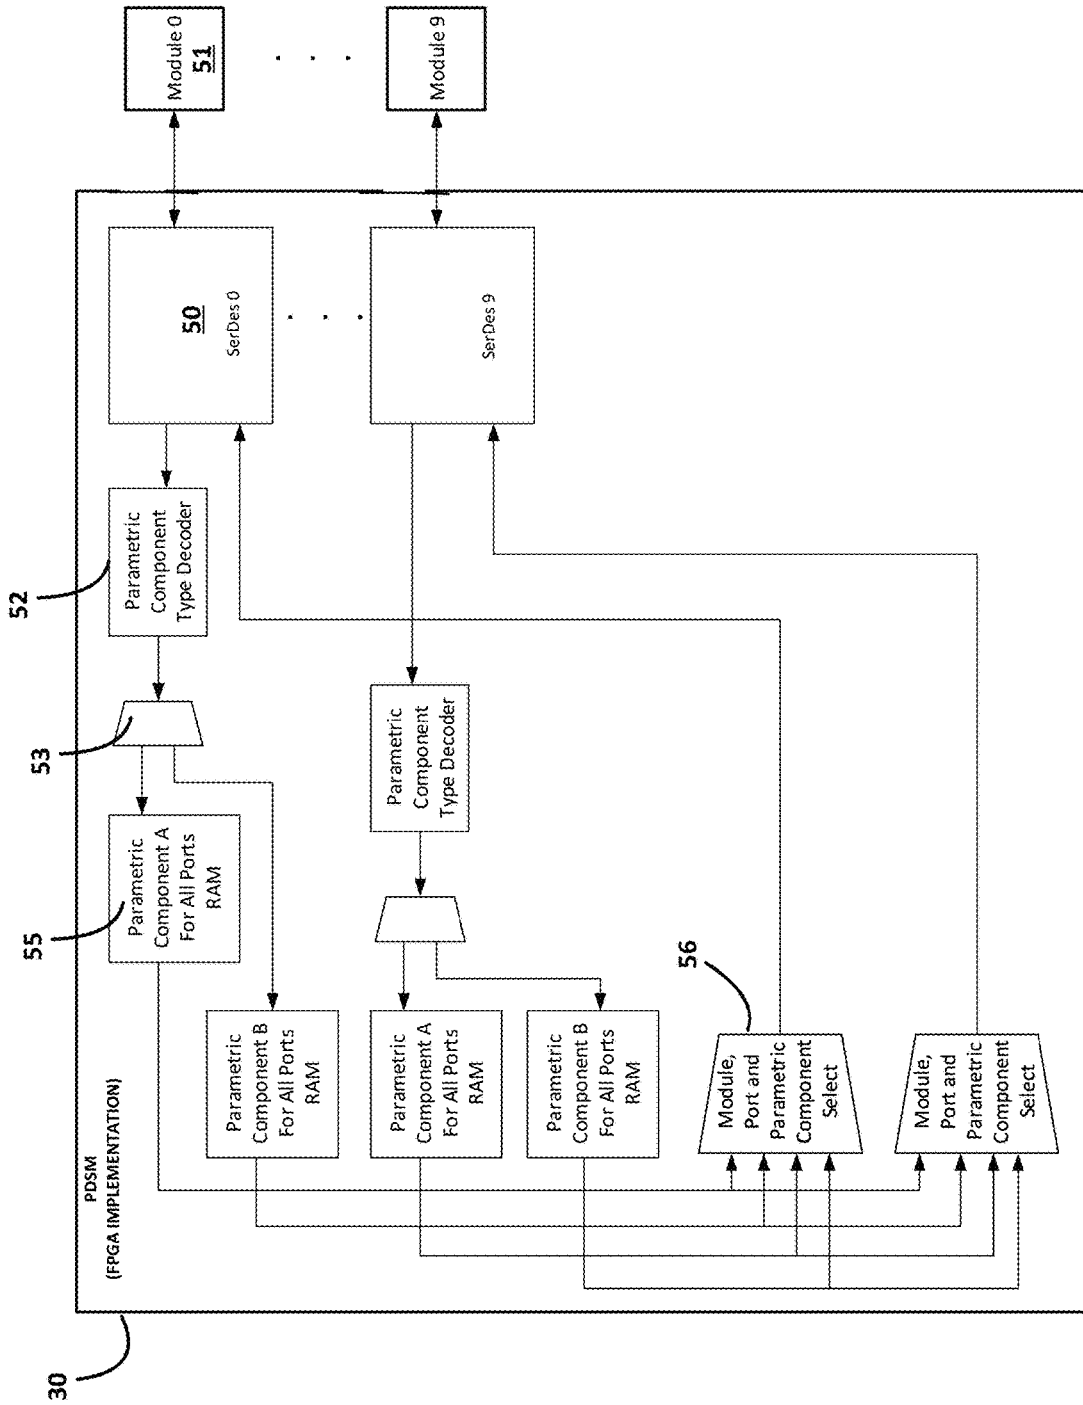 30
PDSM
(FPGA IMPLEMENTATION)
55
Parametric
Component A
For All Ports
RAM
53
52
Parametric
Component
Type Decoder
50
SerDes 0
Module 0
51
Parametric
Component B
For All Ports
RAM
Parametric
Component A
For All Ports
RAM
Parametric
Component
Type Decoder
SerDes 9
Module 9
Parametric
Component B
For All Ports
RAM
56
Module,
Port and
Parametric
Component
Select
Module,
Port and
Parametric
Component
Select